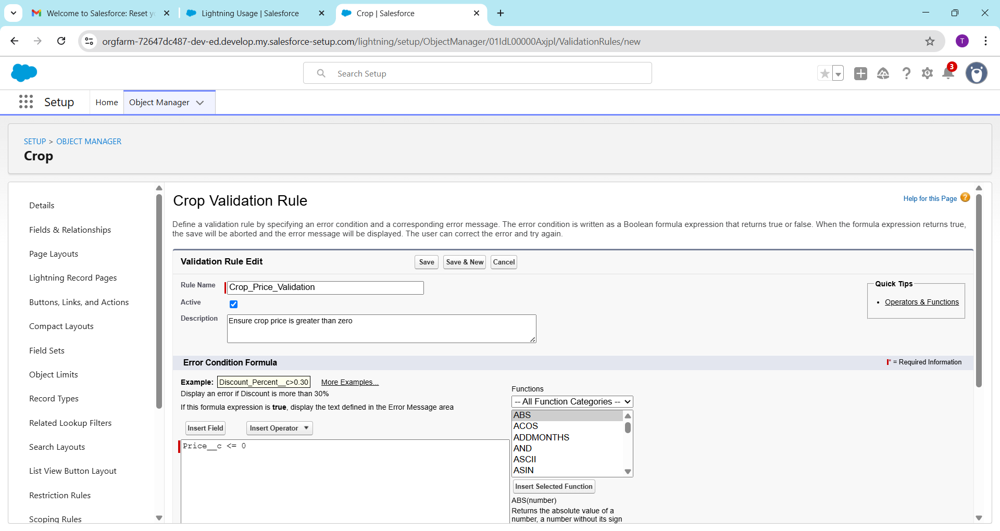 Welcome to Salesforce: Reset yo
Lightning Usage | Salesforce
Crop | Salesforce
orgfarm-72647dc487-dev-ed.develop.my.salesforce-setup.com/lightning/setup/ObjectManager/01IdL00000Axjpl/ValidationRules/new
T
Search Setup
3
Setup
Home
Object Manager
SETUP > OBJECT MANAGER
Crop
Details
Fields & Relationships
Page Layouts
Lightning Record Pages
Buttons, Links, and Actions
Compact Layouts
Field Sets
Object Limits
Record Types
Related Lookup Filters
Search Layouts
List View Button Layout
Restriction Rules
Scoping Rules
Crop Validation Rule
Help for this Page ?
Define a validation rule by specifying an error condition and a corresponding error message. The error condition is written as a Boolean formula expression that returns true or false. When the formula expression returns true,
the save will be aborted and the error message will be displayed. The user can correct the error and try again.
Validation Rule Edit
Save
Save & New
Cancel
Rule Name
Crop_Price_Validation
Active
Description
Ensure crop price is greater than zero
Quick Tips
• Operators & Functions
Error Condition Formula
* = Required Information
Example: Discount_Percent__c>0.30 More Examples...
Display an error if Discount is more than 30%
If this formula expression is true, display the text defined in the Error Message area
Insert Field
Insert Operator
Price__c <= 0
Functions
-- All Function Categories --
ABS
ACOS
ADDMONTHS
AND
ASCII
ASIN
Insert Selected Function
ABS(number)
Returns the absolute value of a
number, a number without its sign